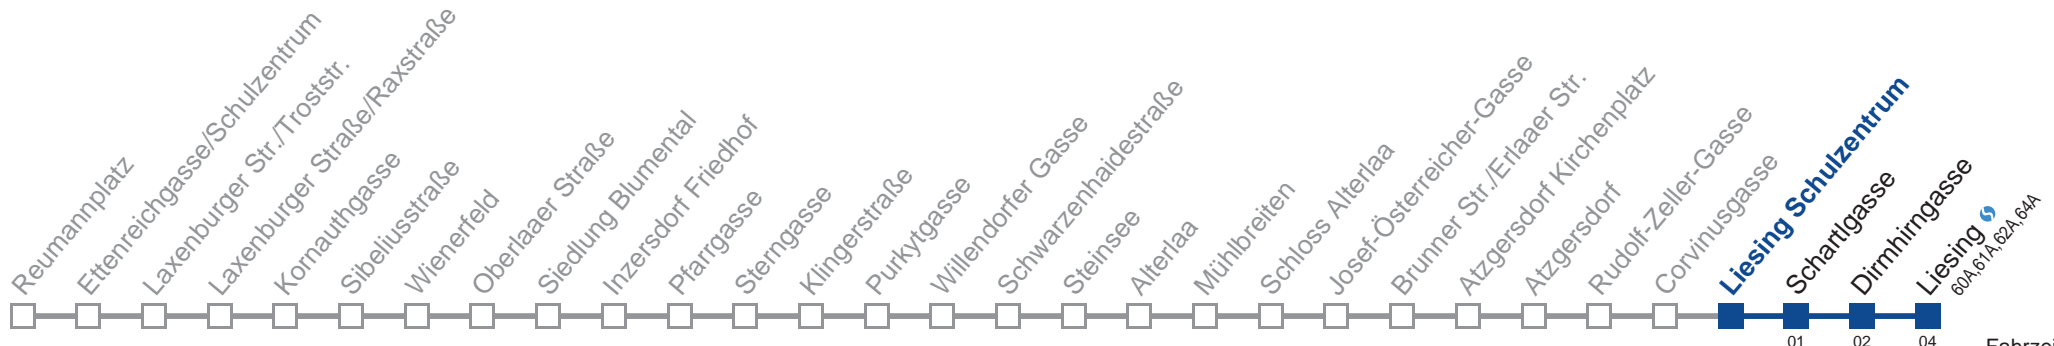 Reumannplatz
Ettenreichgasse/Schulzentrum
Laxenburger Str./Troststr.
Laxenburger Straße/Raxstraße
Kornauthgasse
Sibeliusstraße
Wienerfeld
Oberlaaer Straße
Siedlung Blumental
Inzersdorf Friedhof
Pfarrgasse
Sterngasse
Klingerstraße
Purkytgasse
Willendorfer Gasse
Schwarzenhaidestraße
Steinsee
Alterlaa
Mühlbreiten
Schloss Alterlaa
Josef-Österreicher-Gasse
Brunner Str./Erlaaer Str.
Atzgersdorf Kirchenplatz
Atzgersdorf
Rudolf-Zeller-Gasse
Corvinusgasse
Liesing Schulzentrum
Schartlgasse
Dirmhirngasse
Liesing
60A,61A,62A,64A
01
02
04